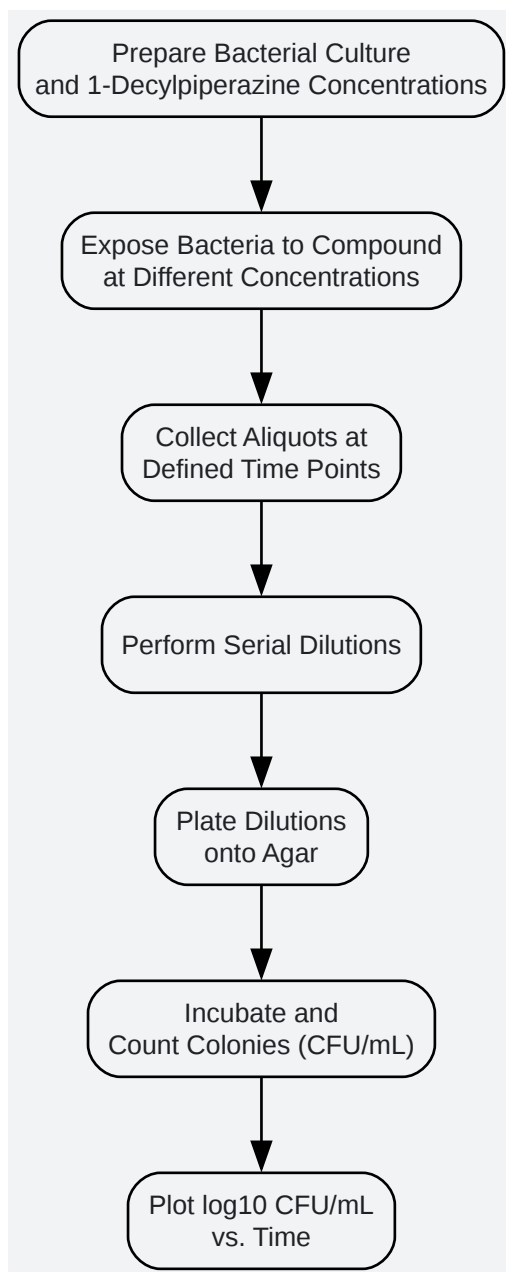 Prepare Bacterial Culture
and 1-Decylpiperazine Concentrations
Expose Bacteria to Compound
at Different Concentrations
Collect Aliquots at
Defined Time Points
Perform Serial Dilutions
Plate Dilutions
onto Agar
Incubate and
Count Colonies (CFU/mL)
Plot log10 CFU/mL
vs. Time